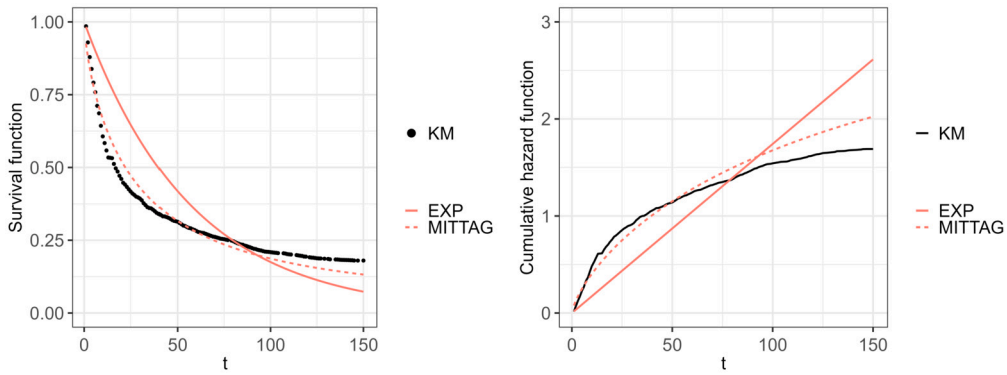 Survival function
1.00
0.75
0.50
0.25
0.00
0
50
100
150
t
KM
EXP
MITTAG
Cumulative hazard function
3
2
1
0
0
50
100
150
t
KM
EXP
MITTAG